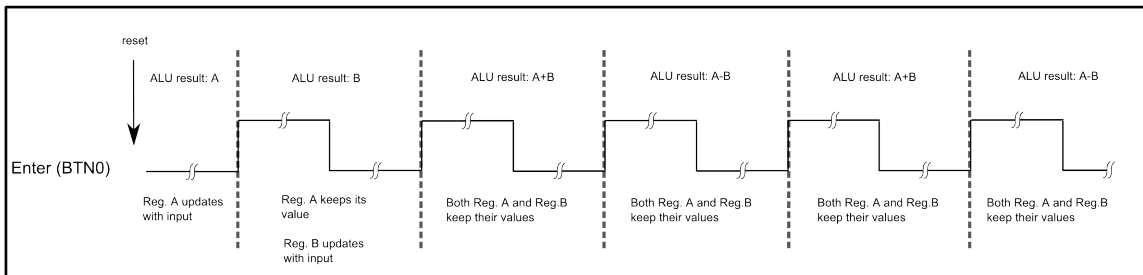 reset
ALU result: A
ALU result: B
ALU result: A+B
ALU result: A-B
ALU result: A+B
ALU result: A-B
Enter (BTN0)
Reg. A updates
with input
Reg. A keeps its
value
Reg. B updates
with input
Both Reg. A and Reg.B
keep their values
Both Reg. A and Reg.B
keep their values
Both Reg. A and Reg.B
keep their values
Both Reg. A and Reg.B
keep their values